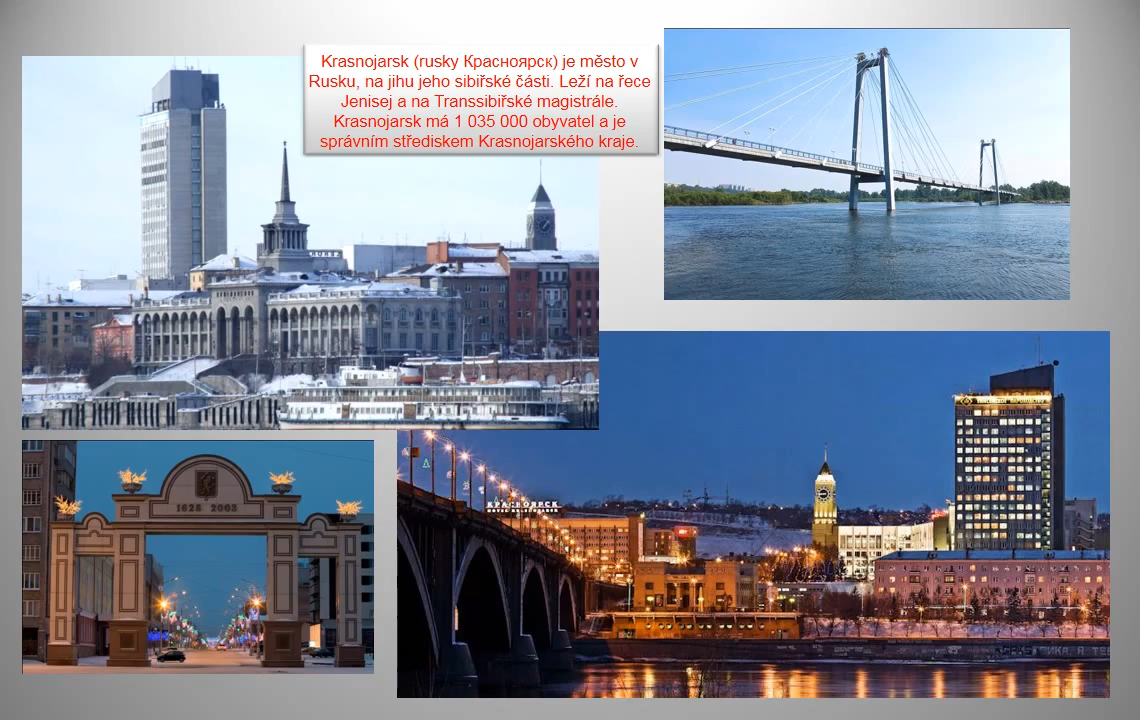 Krasnojarsk (rusky Красноярск) je město v
Rusku, na jihu jeho sibiřské části. Leží na řece
Jenisej a na Transsibiřské magistrále.
Krasnojarsk má 1 035 000 obyvatel a je
správním střediskem Krasnojarského kraje.
1628 2003
КРАСНОЯРСК